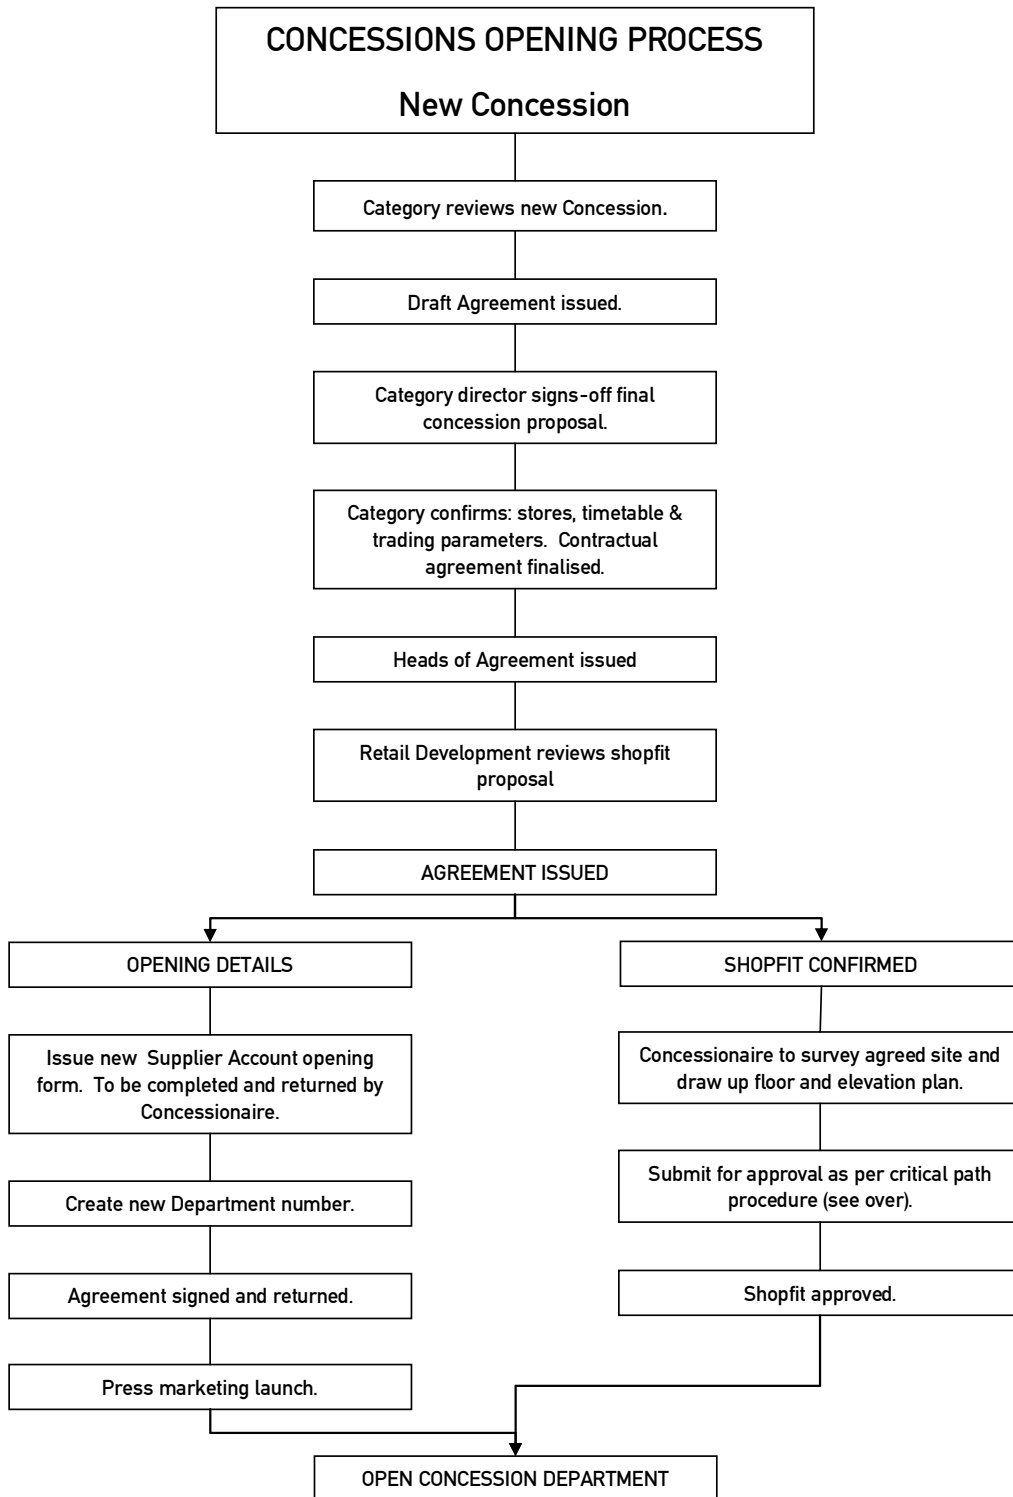 CONCESSIONS OPENING PROCESS
New Concession
Category reviews new Concession.
Draft Agreement issued.
Category director signs-off final
concession proposal.
Category confirms: stores, timetable &
trading parameters.  Contractual
agreement finalised.
Heads of Agreement issued
Retail Development reviews shopfit
proposal
AGREEMENT ISSUED
OPENING DETAILS
Issue new  Supplier Account opening
form.  To be completed and returned by
Concessionaire.
Create new Department number.
Agreement signed and returned.
Press marketing launch.
SHOPFIT CONFIRMED
Concessionaire to survey agreed site and
draw up floor and elevation plan.
Submit for approval as per critical path
procedure (see over).
Shopfit approved.
OPEN CONCESSION DEPARTMENT